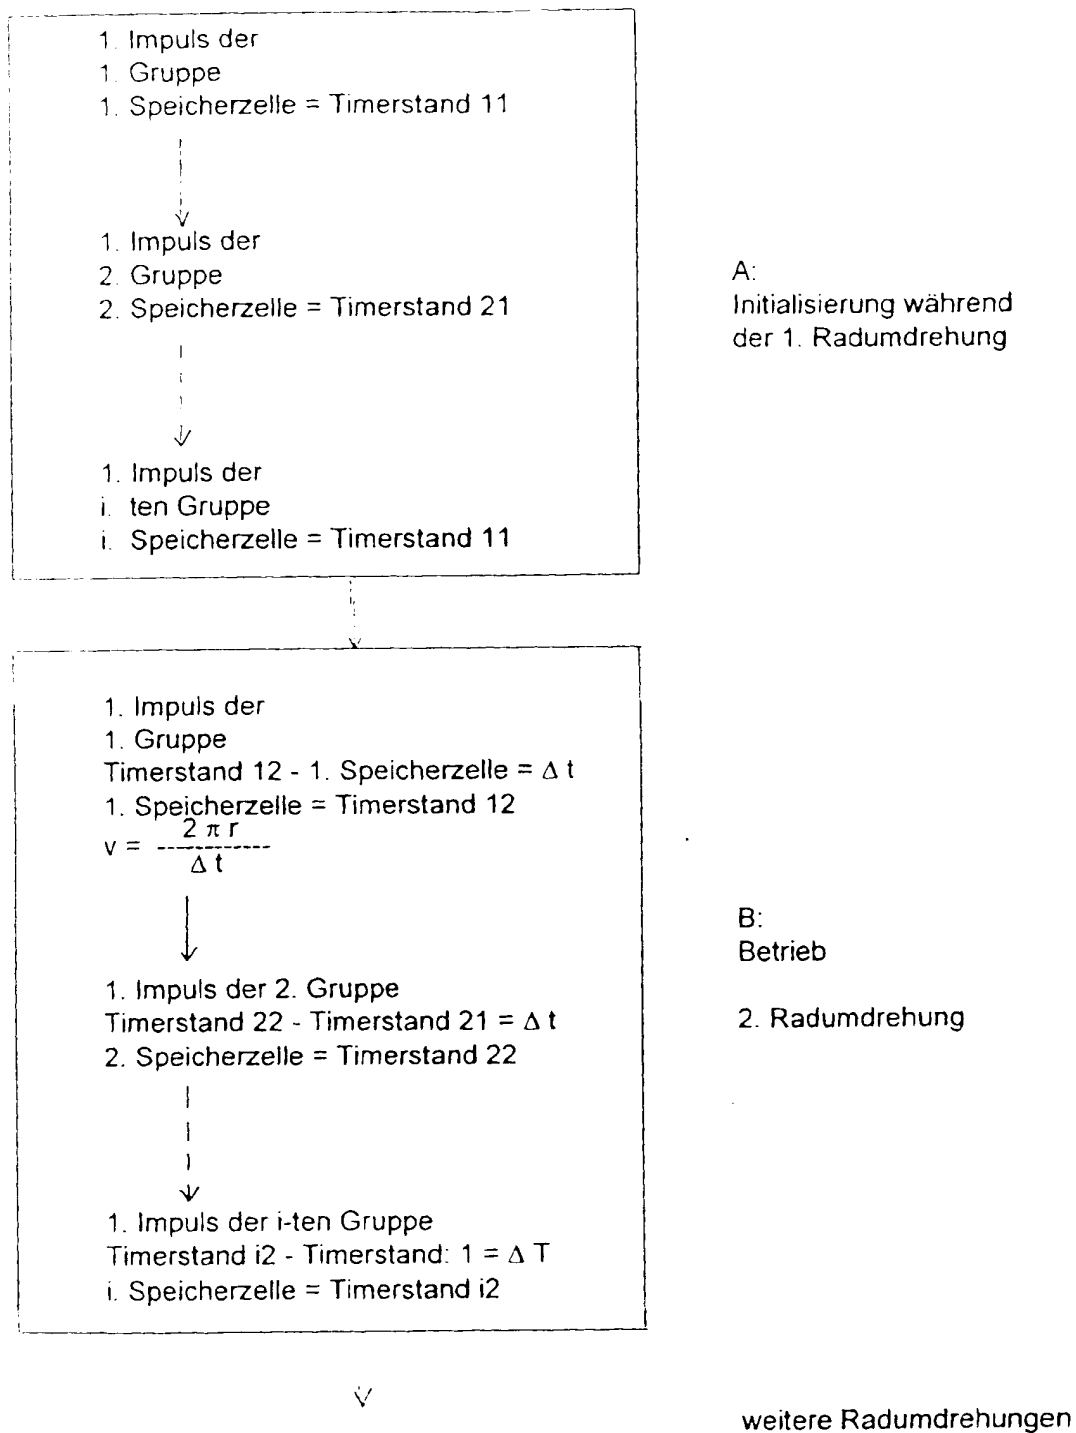 1. Impuls der
1. Gruppe
1. Speicherzelle = Timerstand 11
1. Impuls der
2. Gruppe
2. Speicherzelle = Timerstand 21
A:
Initialisierung während
der 1. Radumdrehung
1. Impuls der
i. ten Gruppe
i. Speicherzelle = Timerstand 11
1. Impuls der
1. Gruppe
Timerstand 12 - 1. Speicherzelle = Δ t
1. Speicherzelle = Timerstand 12
2 π r
v = -----------
Δ t
B:
Betrieb
2. Radumdrehung
1. Impuls der 2. Gruppe
Timerstand 22 - Timerstand 21 = Δ t
2. Speicherzelle = Timerstand 22
1. Impuls der i-ten Gruppe
Timerstand i2 - Timerstand: 1 = Δ T
i. Speicherzelle = Timerstand i2
weitere Radumdrehungen